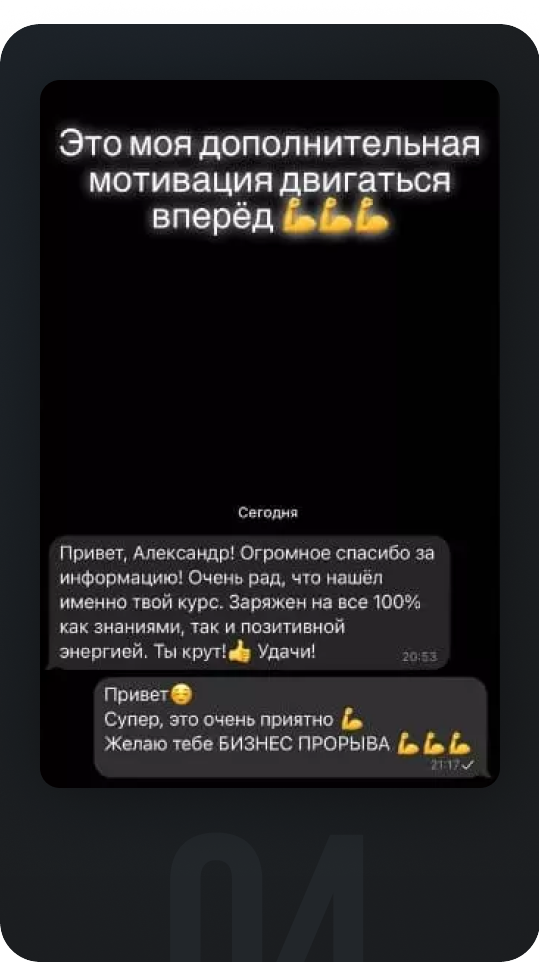 Это моя дополнительная
мотивация двигаться
вперёд 💪💪💪
Сегодня
Привет, Александр! Огромное спасибо за
информацию! Очень рад, что нашёл
именно твой курс. Заряжен на все 100%
как знаниями, так и позитивной
энергией. Ты крут!👍 Удачи!
20:53
Привет☺️
Супер, это очень приятно 💪
Желаю тебе БИЗНЕС ПРОРЫВА 💪💪💪
21:17✓
04